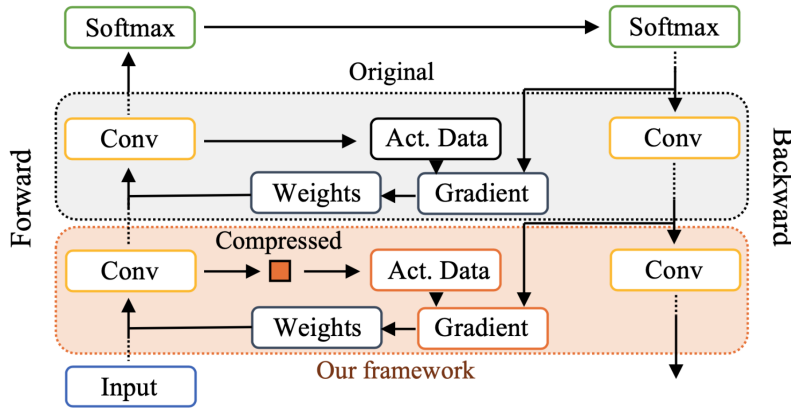 Softmax
Softmax
Original
Conv
Act. Data
Conv
Weights
Gradient
Forward
Backward
Compressed
Conv
Act. Data
Conv
Weights
Gradient
Our framework
Input